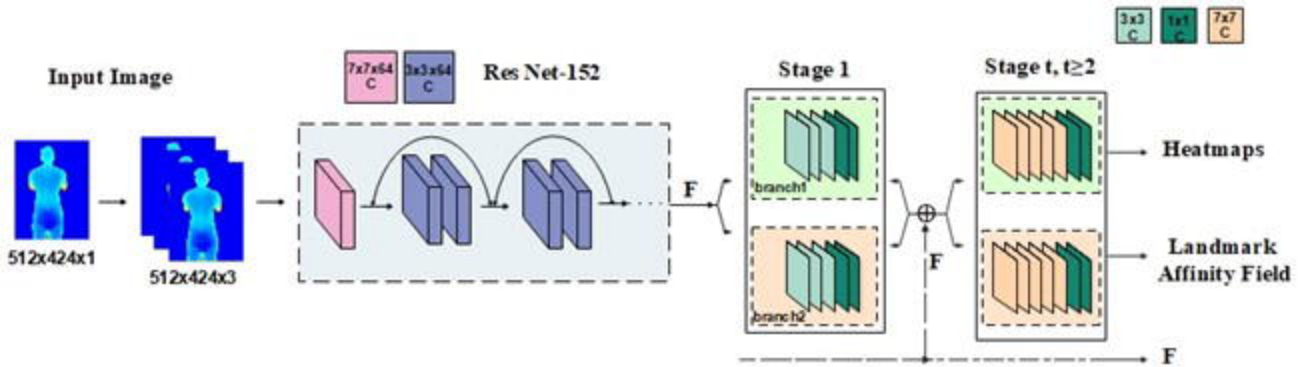 3x3
C
1x1
C
7x7
C
Input Image
7x7x64
C
3x3x64
C
Res Net-152
Stage 1
Stage t, t≥2
512x424x1
512x424x3
F
branch1
branch2
F
Heatmaps
Landmark
Affinity Field
F